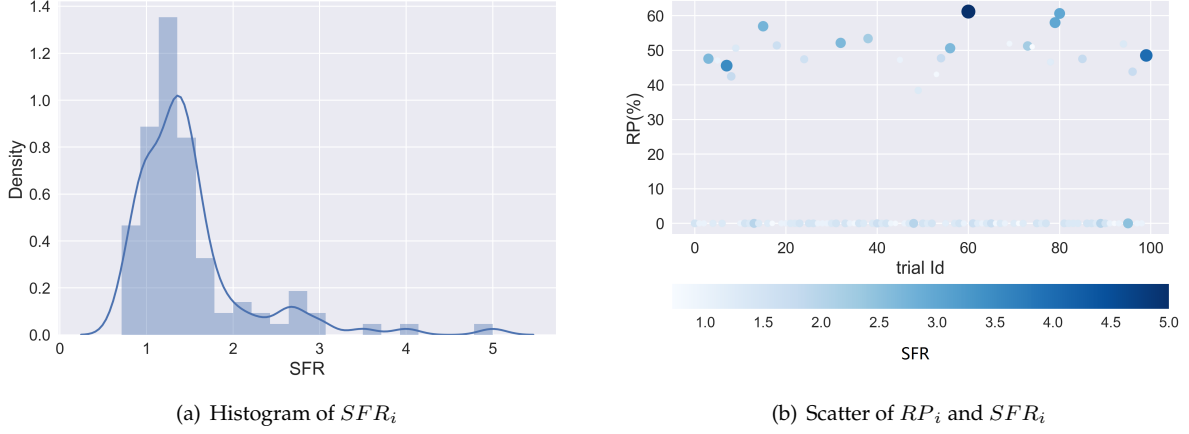 1.4
1.2
1.0
0.8
0.6
0.4
0.2
0.0
Density
0 1 2 3 4 5
SFR
(a) Histogram of SFR_i
60
50
40
30
20
10
0
RP(%)
0 20 40 60 80 100
trial Id
1.0 1.5 2.0 2.5 3.0 3.5 4.0 4.5 5.0
SFR
(b) Scatter of RP_i and SFR_i